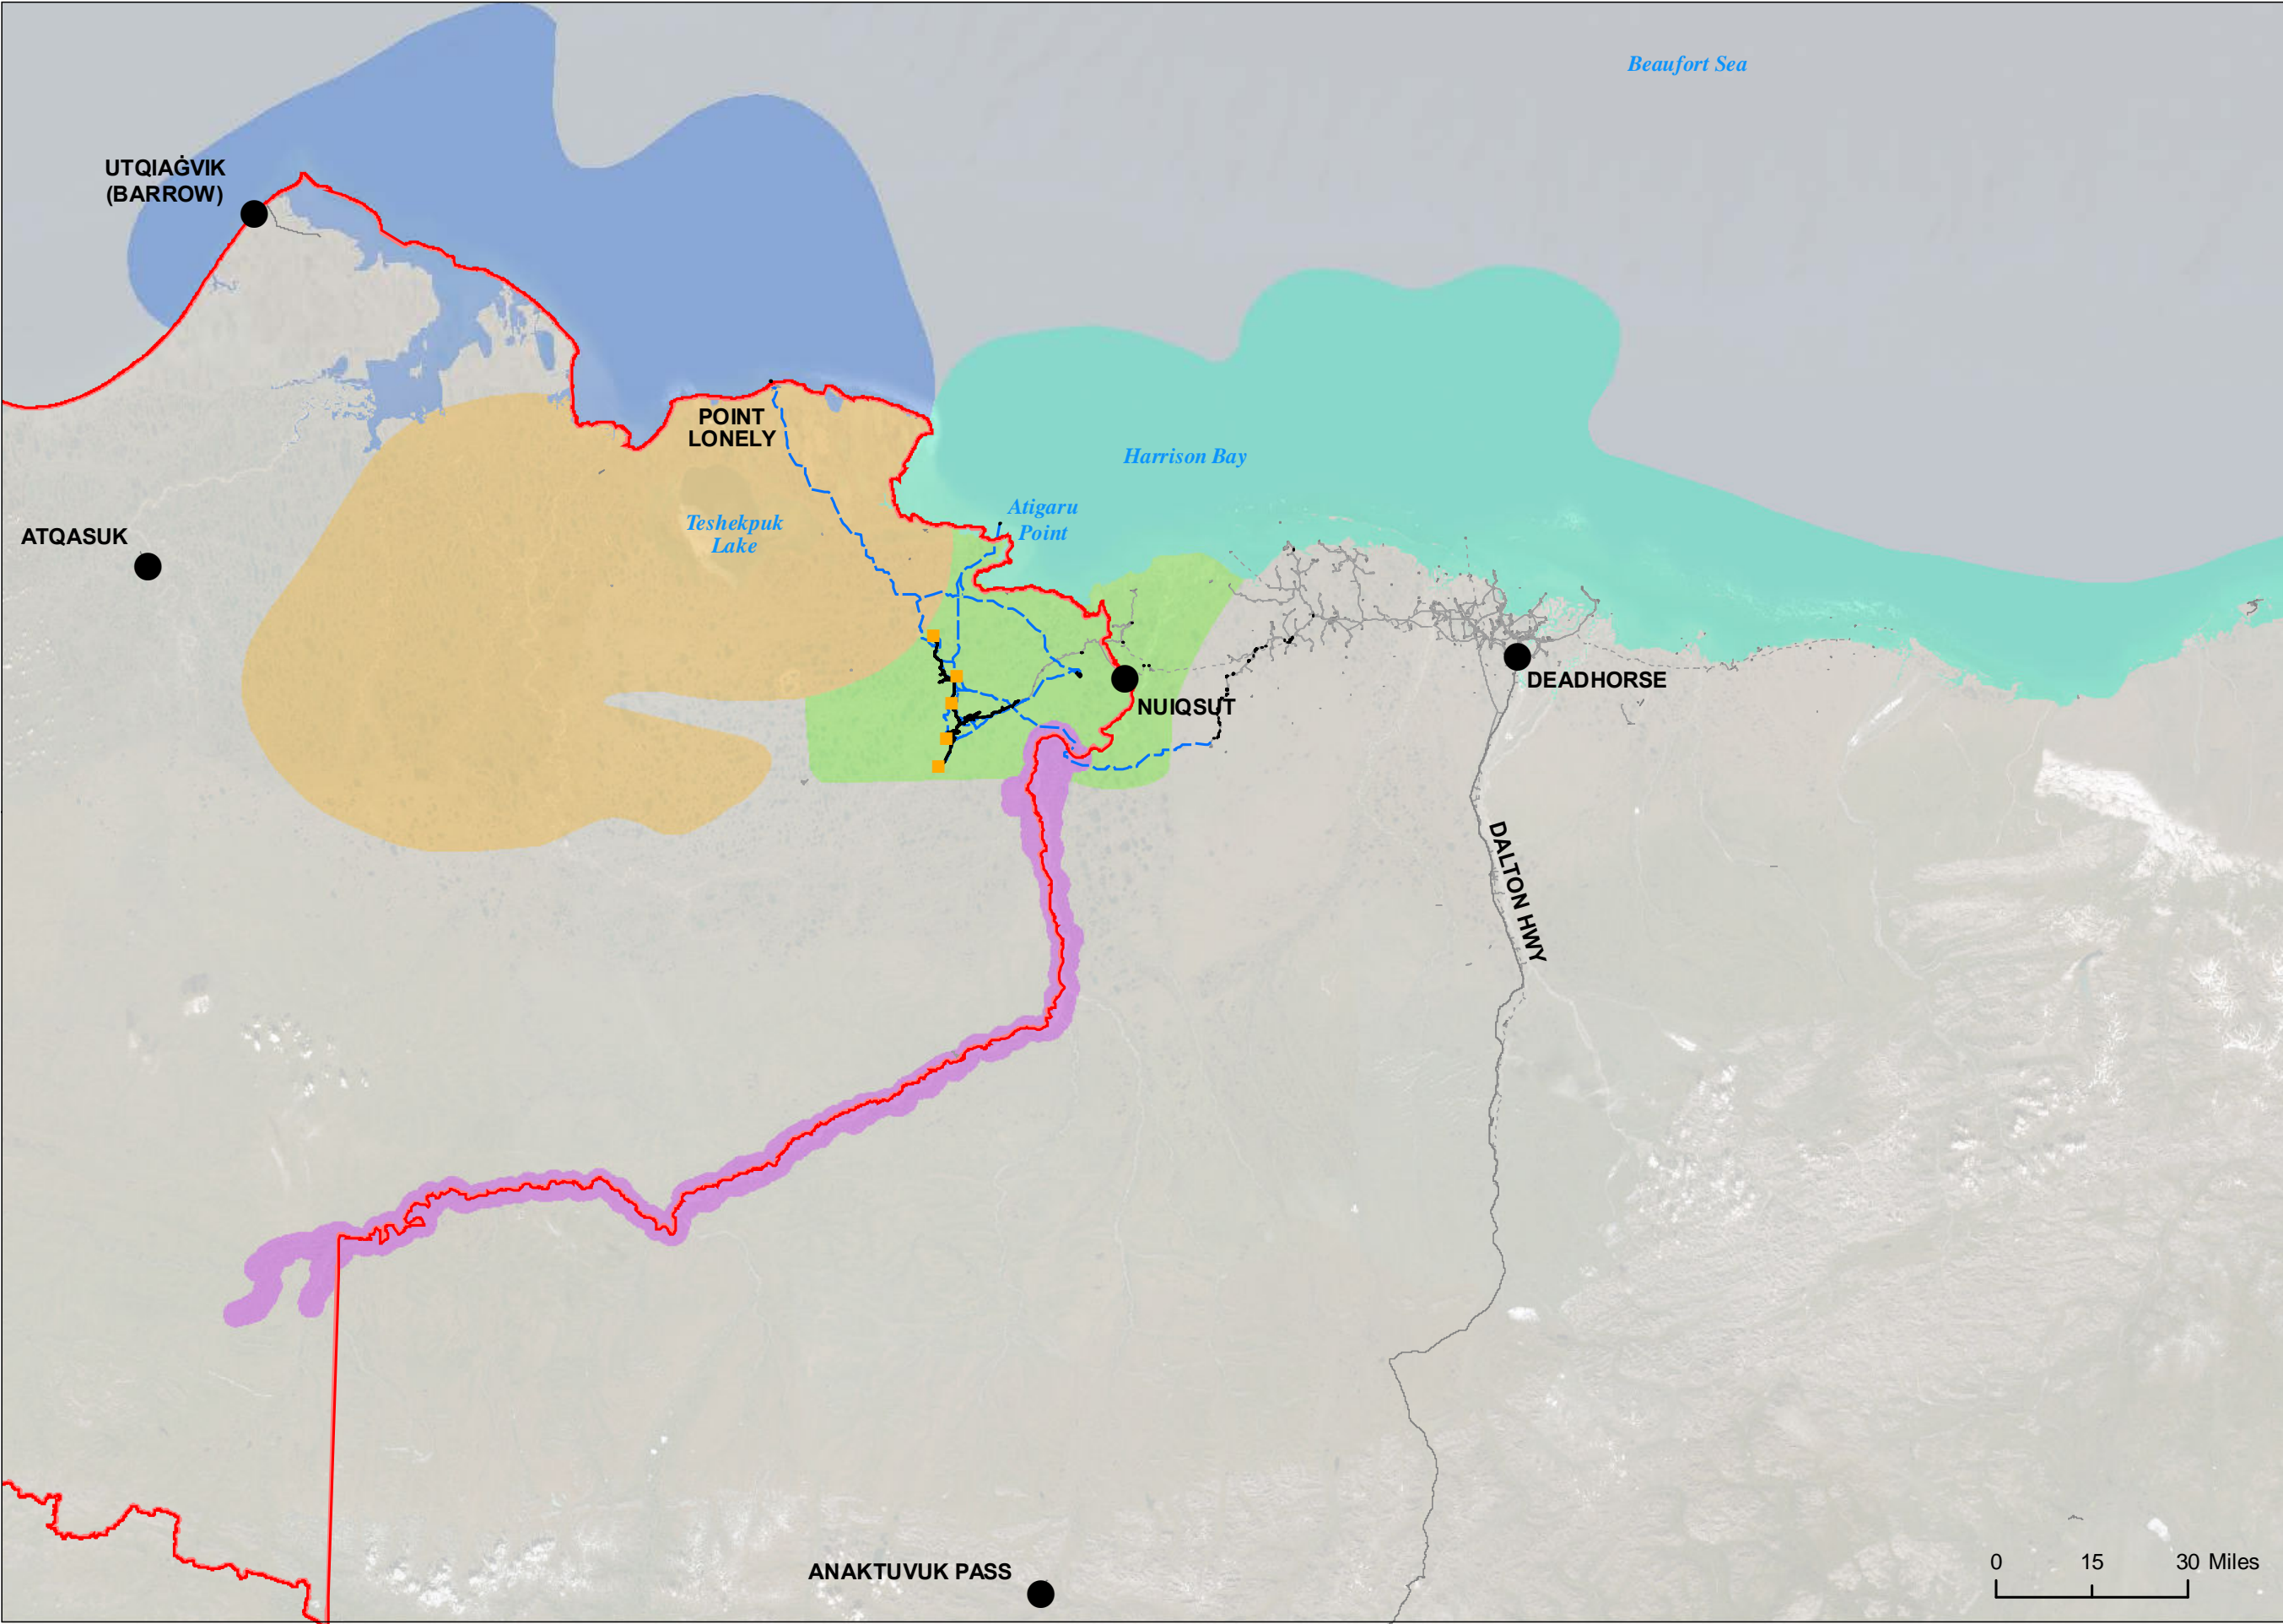 Beaufort Sea
UTQIAĠVIK
(BARROW)
POINT
LONELY
Harrison Bay
Atigaru
Point
Teshekpuk
Lake
ATQASUK
DEADHORSE
NUIQSUT
DALTON HWY
ANAKTUVUK PASS
0 15 30 Miles